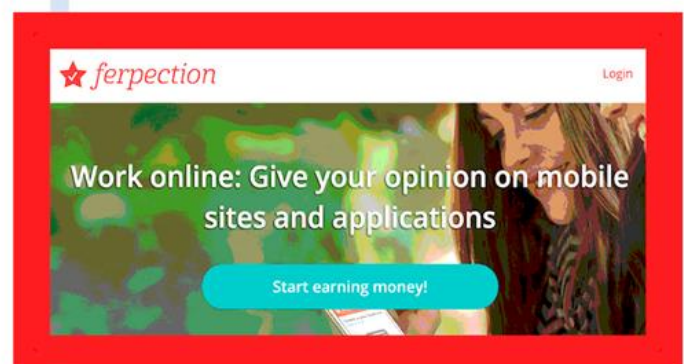 ferpection
Login
Work online: Give your opinion on mobile
sites and applications
Start earning money!